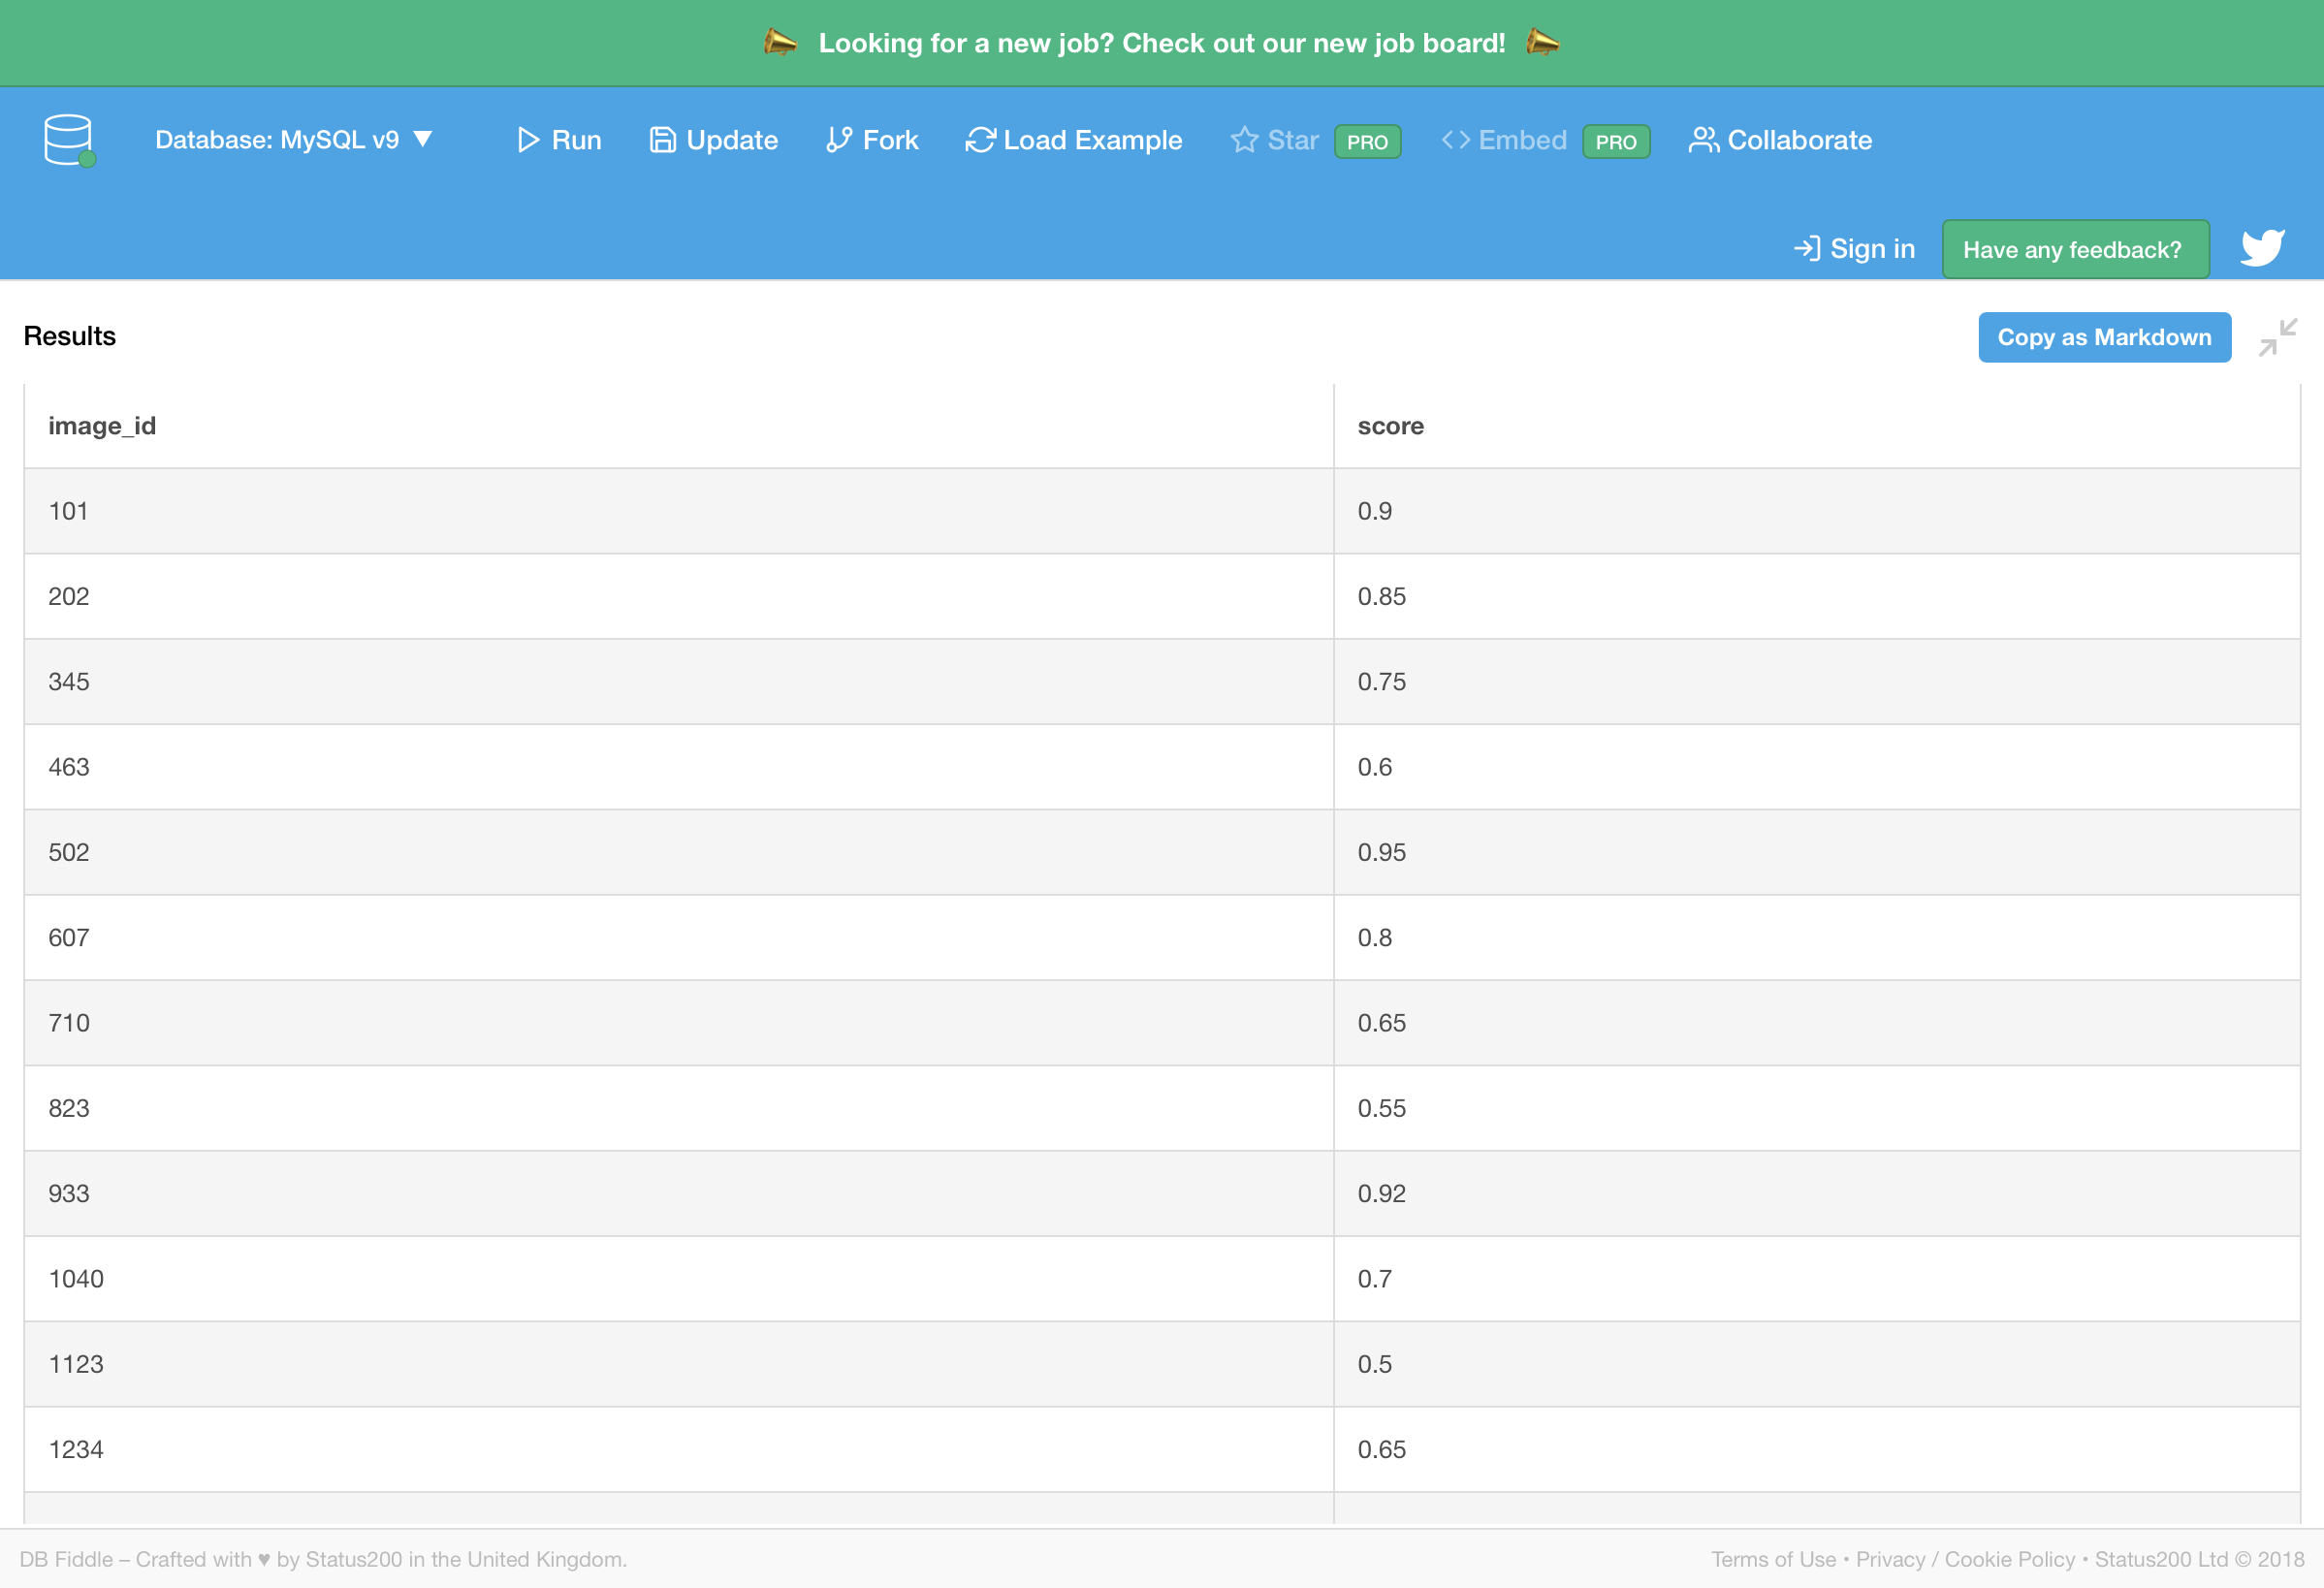 Looking for a new job? Check out our new job board!
Database: MySQL v9 ▼ Run Update Fork Load Example Star PRO Embed PRO Collaborate
Sign in Have any feedback?
Results Copy as Markdown
image_id score
101 0.9
202 0.85
345 0.75
463 0.6
502 0.95
607 0.8
710 0.65
823 0.55
933 0.92
1040 0.7
1123 0.5
1234 0.65
DB Fiddle – Crafted with ♥ by Status200 in the United Kingdom. Terms of Use • Privacy / Cookie Policy • Status200 Ltd © 2018